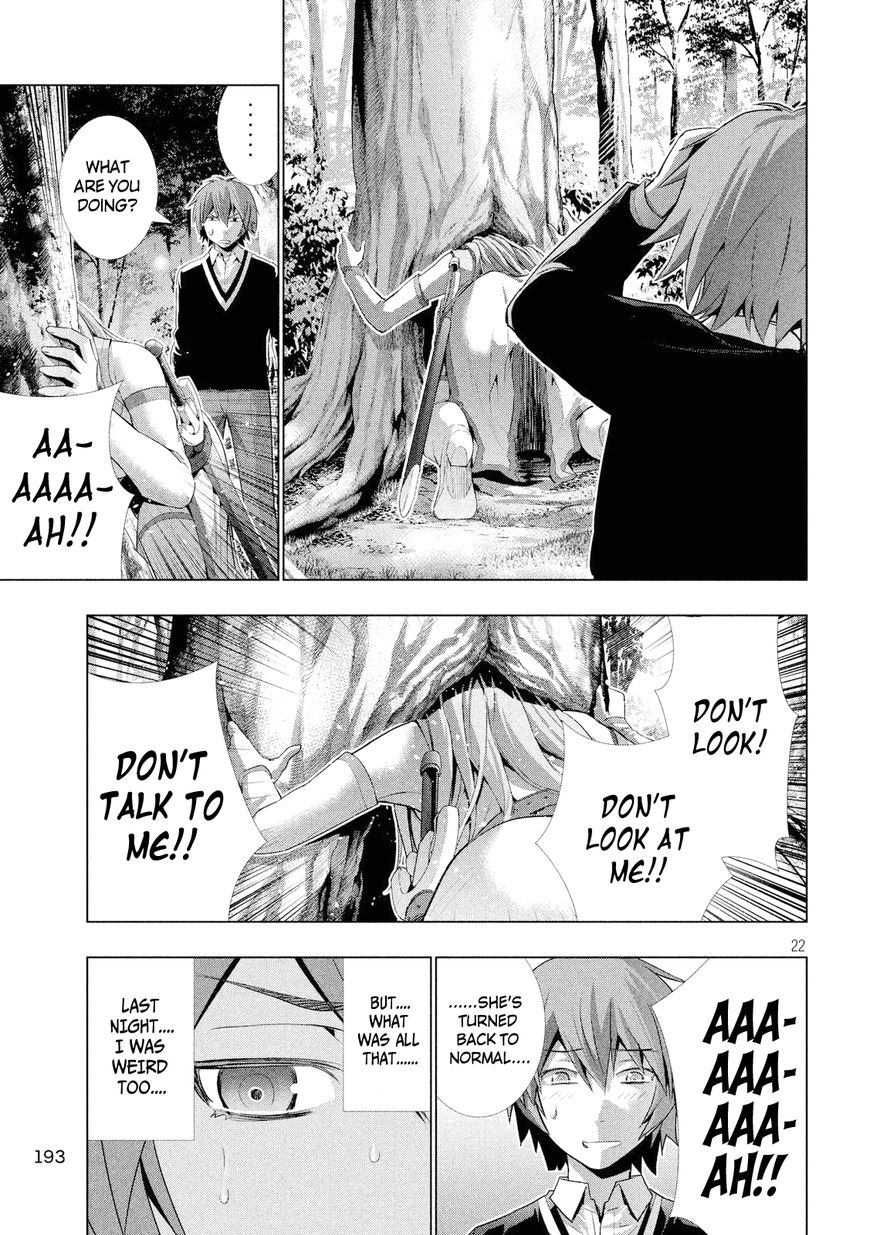 . . . . .
WHAT
ARE YOU
DOING?
AA-
AAAA-
AH!!
DON'T
LOOK!
DON'T
LOOK AT
ME!!
DON'T
TALK TO
ME!!
22
AAA-
AAA-
AAA-
AH!!
......SHE'S
TURNED
BACK TO
NORMAL....
BUT....
WHAT
WAS ALL
THAT......
LAST
NIGHT....
I WAS
WEIRD
TOO....
193